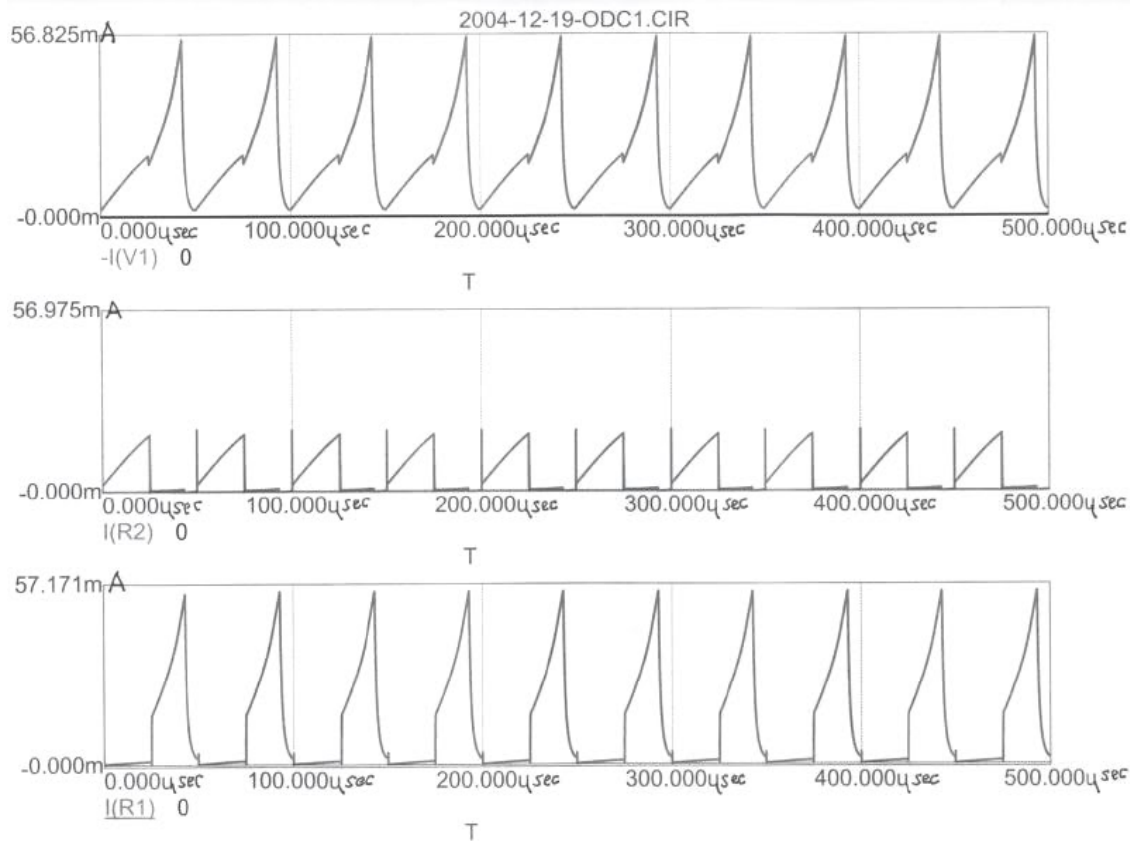 2004-12-19-ODC1.CIR
56.825mA
-0.000m
0.000usec 100.000usec 200.000usec 300.000usec 400.000usec 500.000usec
-I(V1) 0
T
56.975mA
-0.000m
0.000usec 100.000usec 200.000usec 300.000usec 400.000usec 500.000usec
I(R2) 0
T
57.171mA
-0.000m
0.000usec 100.000usec 200.000usec 300.000usec 400.000usec 500.000usec
I(R1) 0
T